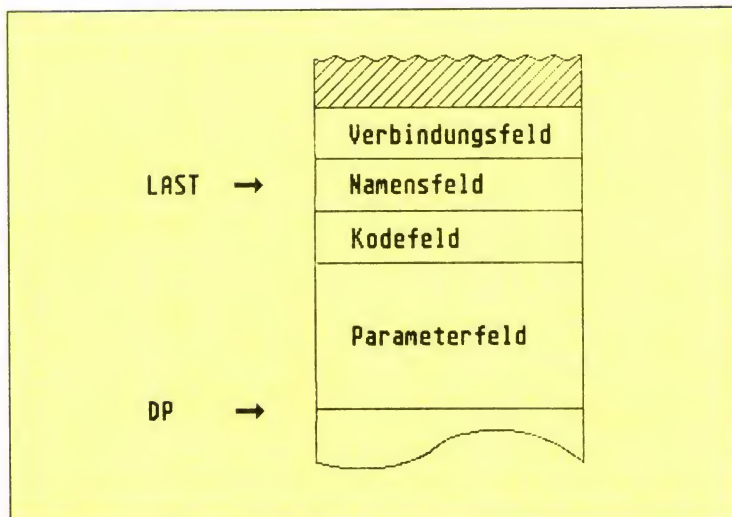 Verbindungsfeld
LAST → Namensfeld
Kodefeld
Parameterfeld
DP →